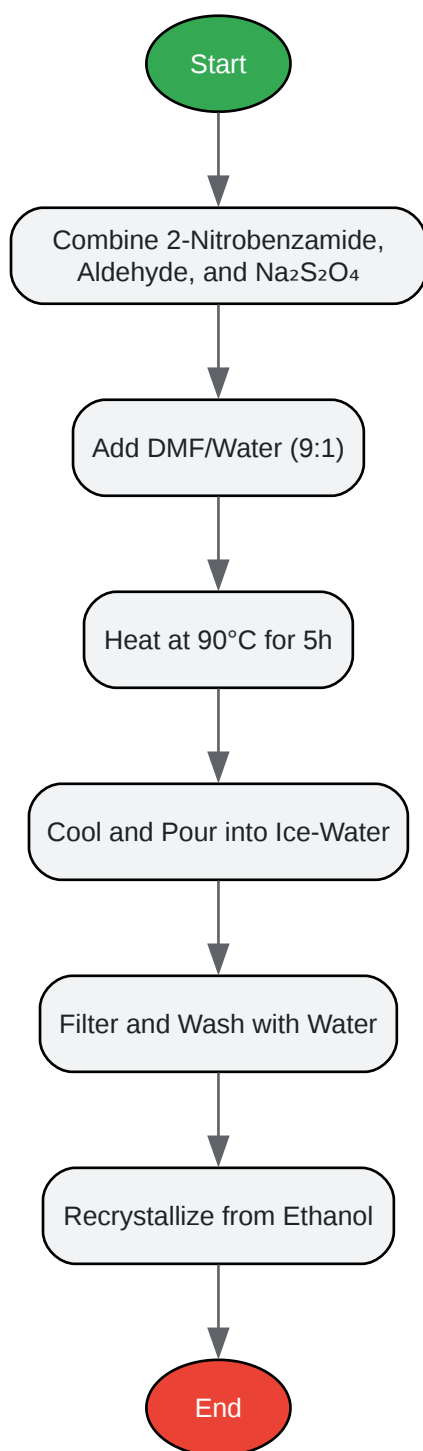 Start
Combine 2-Nitrobenzamide,
Aldehyde, and Na₂S₂O₄
Add DMF/Water (9:1)
Heat at 90°C for 5h
Cool and Pour into Ice-Water
Filter and Wash with Water
Recrystallize from Ethanol
End